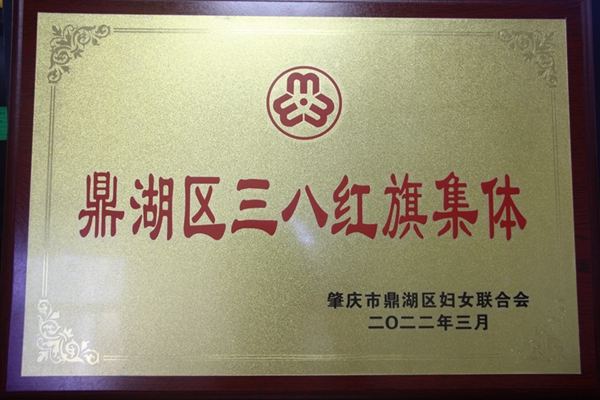 鼎湖区三八红旗集体
肇庆市鼎湖区妇女联合会
二〇二二年三月